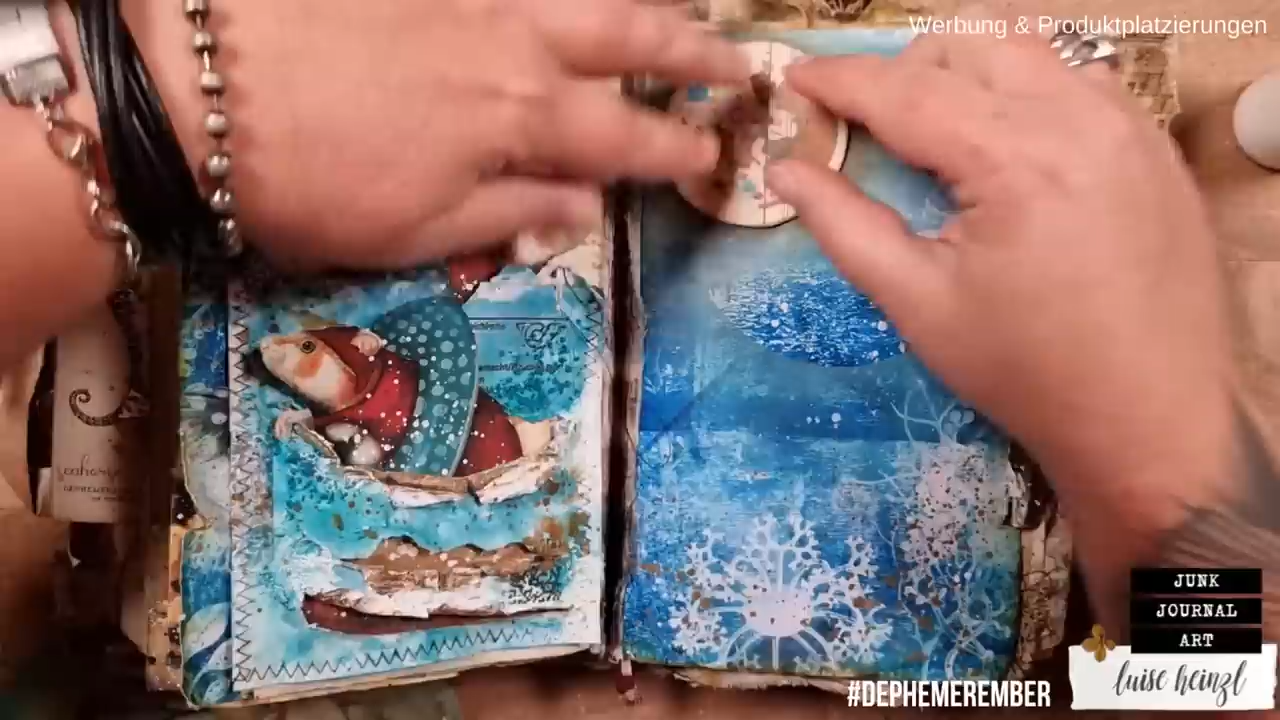 Werbung & Produktplatzierungen
JUNK
JOURNAL
ART
luise heinzl
#DEPHEMEREMBER